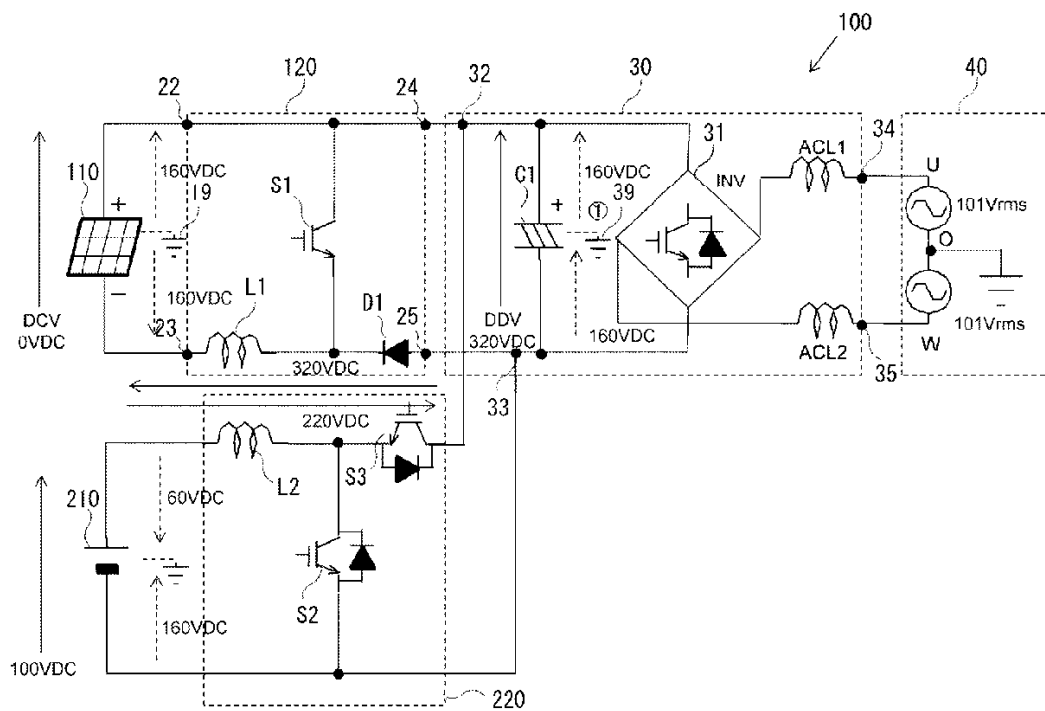 100
22
120
24
32
30
40
31
34
ACL1
U
160VDC
S1
DDV
320VDC
C1
+
160VDC
①
39
INV
101Vrms
O
110
+
19
−
160VDC
L1
D1
25
160VDC
ACL2
101Vrms
W
35
DCV
0VDC
23
320VDC
33
220VDC
L2
S3
210
60VDC
160VDC
S2
100VDC
220